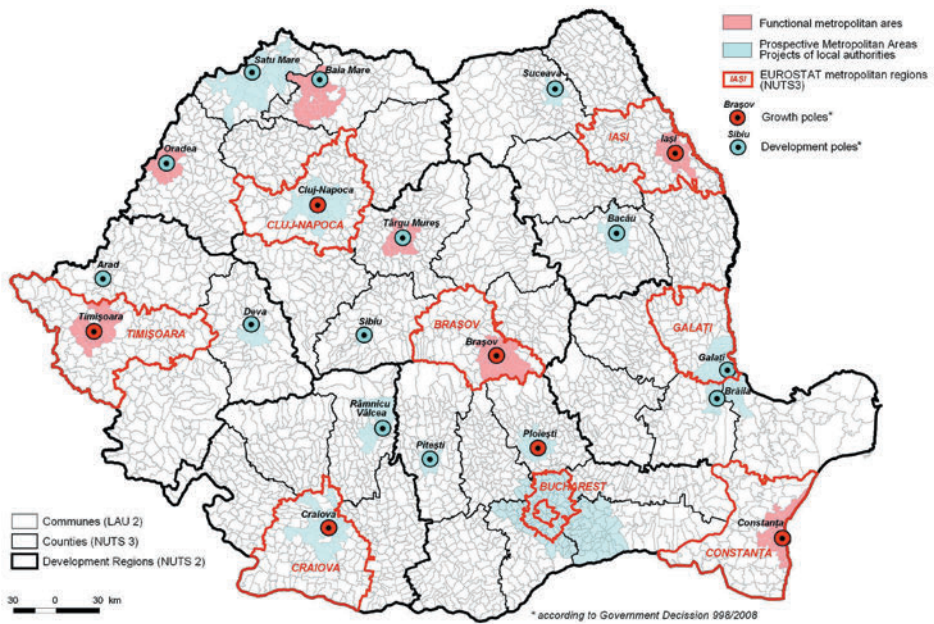 Functional metropolitan ares
Prospective Metropolitan Areas
Projects of local authorities
IAȘI EUROSTAT metropolitan regions
(NUTS3)
Brașov
Growth poles*
Sibiu
Development poles*
Satu Mare
Baia Mare
Suceava
IAȘI
Iași
Oradea
Cluj-Napoca
CLUJ-NAPOCA
Târgu Mureș
Bacău
Arad
Timișoara
TIMIȘOARA
Deva
Sibiu
BRAȘOV
Brașov
GALAȚI
Galați
Brăila
Râmnicu
Vâlcea
Pitești
Ploiești
BUCHAREST
Craiova
CRAIOVA
Constanța
CONSTANȚA
Communes (LAU 2)
Counties (NUTS 3)
Development Regions (NUTS 2)
30 0 30 km
* according to Government Decission 998/2008